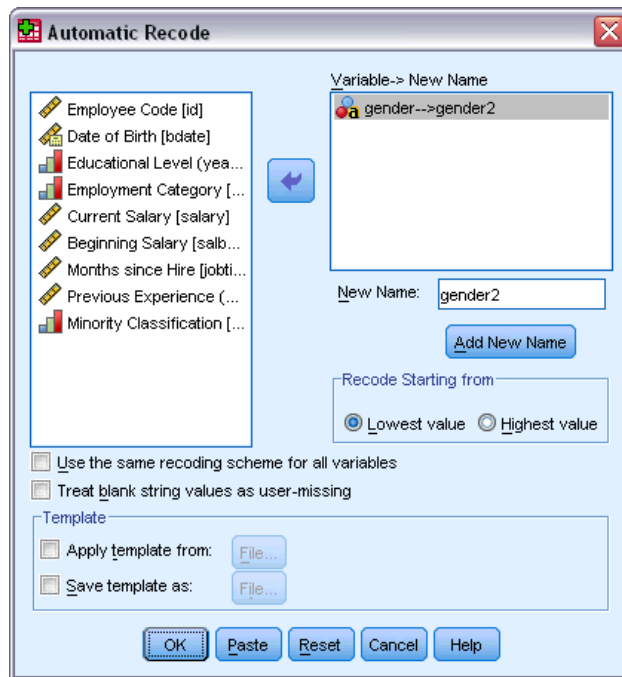 Automatic Recode
Employee Code [id]
Date of Birth [bdate]
Educational Level (yea...
Employment Category [...
Current Salary [salary]
Beginning Salary [salb...
Months since Hire [jobti...
Previous Experience (...
Minority Classification [...
Variable-> New Name
gender-->gender2
New Name: gender2
Add New Name
Recode Starting from
Lowest value Highest value
Use the same recoding scheme for all variables
Treat blank string values as user-missing
Template
Apply template from: File...
Save template as: File...
OK Paste Reset Cancel Help